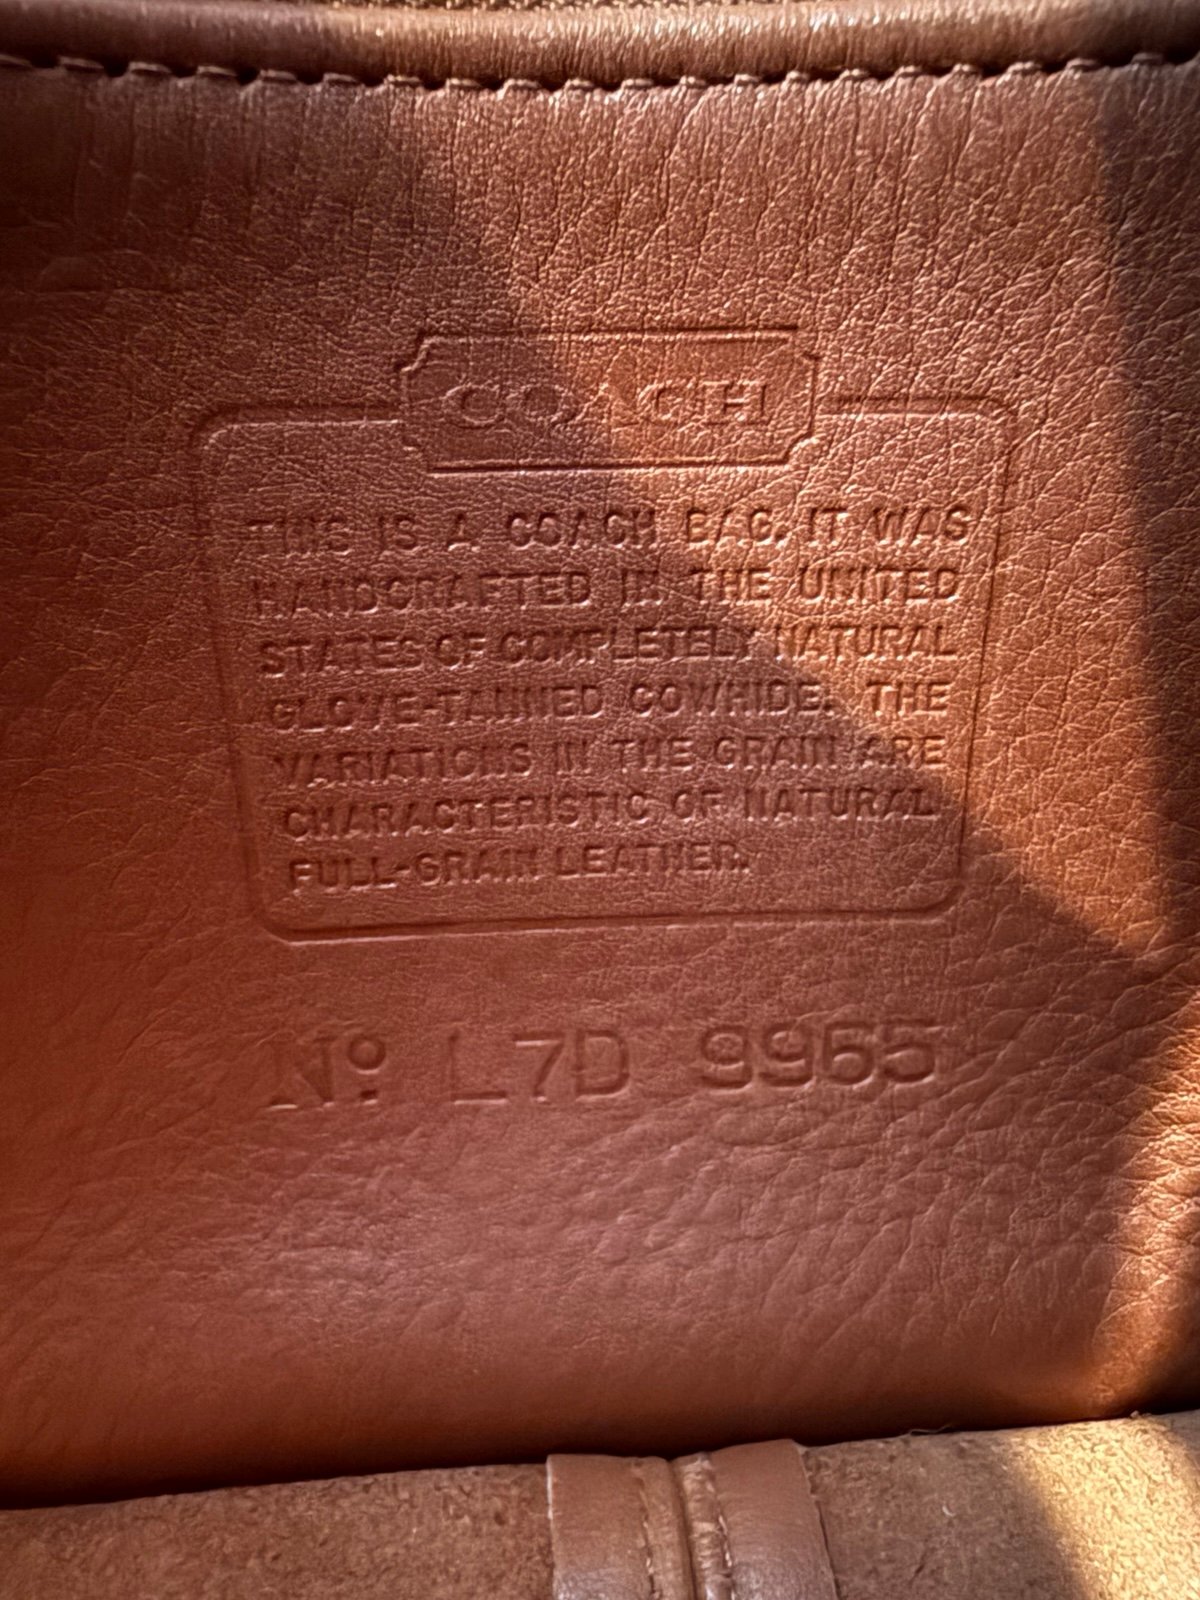 COACH
THIS IS A COACH BAG. IT WAS
HANDCRAFTED IN THE UNITED
STATES OF COMPLETELY NATURAL
GLOVE-TANNED COWHIDE. THE
VARIATIONS IN THE GRAIN ARE
CHARACTERISTIC OF NATURAL
FULL-GRAIN LEATHER.
Nº L7D 9965